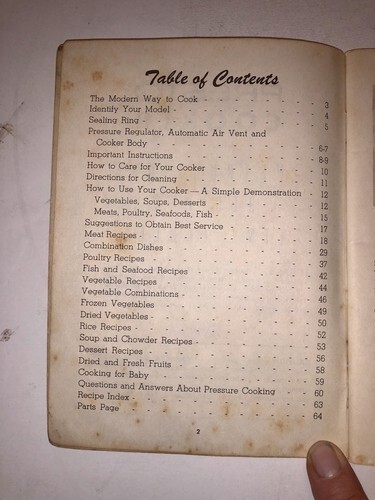 Table of Contents
The Modern Way to Cook - - - - - - - - 3
Identify Your Model - - - - - - - - - - 4
Sealing Ring - - - - - - - - - - - - 5
Pressure Regulator, Automatic Air Vent and
Cooker Body - - - - - - - - - - - 6-7
Important Instructions - - - - - - - - - 8-9
How to Care for Your Cooker - - - - - - - 10
Directions for Cleaning - - - - - - - - - 11
How to Use Your Cooker—A Simple Demonstration - 12
Vegetables, Soups, Desserts - - - - - - - 12
Meats, Poultry, Seafoods, Fish - - - - - - 15
Suggestions to Obtain Best Service - - - - - 17
Meat Recipes - - - - - - - - - - - - 18
Combination Dishes - - - - - - - - - - 29
Poultry Recipes - - - - - - - - - - - 37
Fish and Seafood Recipes - - - - - - - - 42
Vegetable Recipes - - - - - - - - - - 44
Vegetable Combinations - - - - - - - - - 46
Frozen Vegetables - - - - - - - - - - 49
Dried Vegetables - - - - - - - - - - - 50
Rice Recipes - - - - - - - - - - - - 52
Soup and Chowder Recipes - - - - - - - - 53
Dessert Recipes - - - - - - - - - - - 56
Dried and Fresh Fruits - - - - - - - - - 58
Cooking for Baby - - - - - - - - - - - 59
Questions and Answers About Pressure Cooking - - 60
Recipe Index - - - - - - - - - - - - 63
Parts Page - - - - - - - - - - - - 64
2